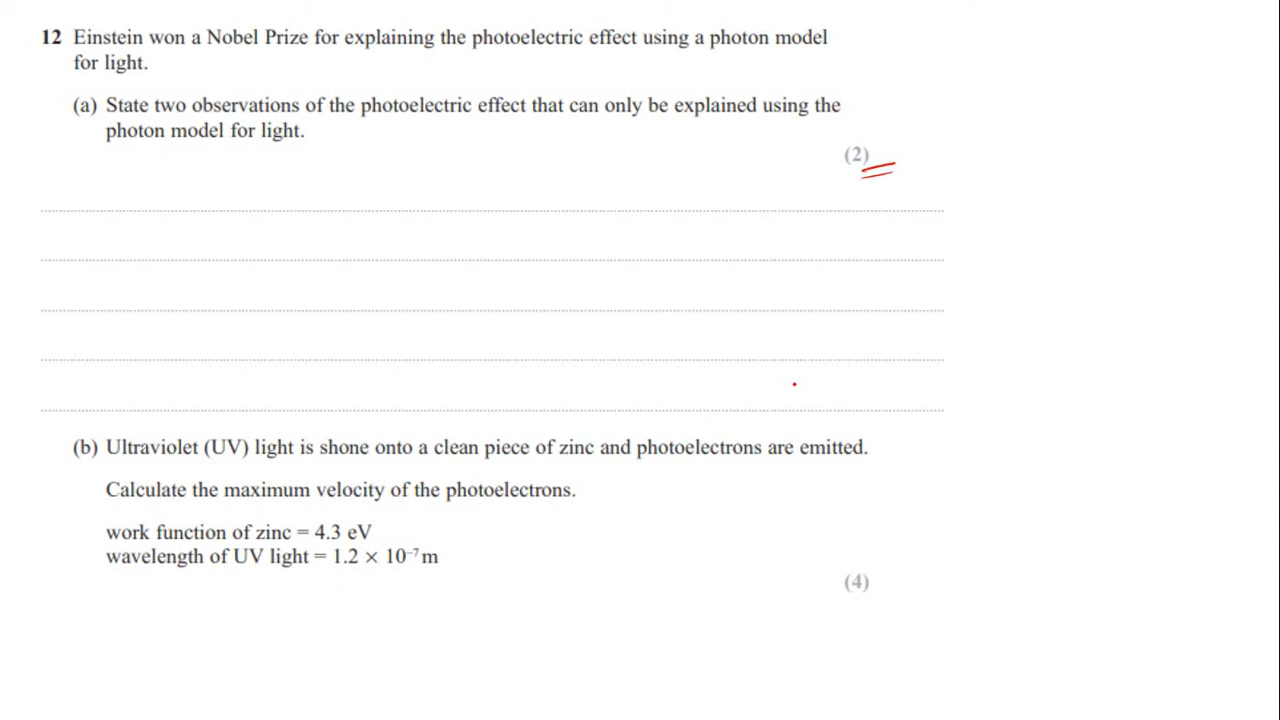 12 Einstein won a Nobel Prize for explaining the photoelectric effect using a photon model
for light.
(a) State two observations of the photoelectric effect that can only be explained using the
photon model for light.
(2)
(b) Ultraviolet (UV) light is shone onto a clean piece of zinc and photoelectrons are emitted.
Calculate the maximum velocity of the photoelectrons.
work function of zinc = 4.3 eV
wavelength of UV light = 1.2 × 10⁻⁷ m
(4)